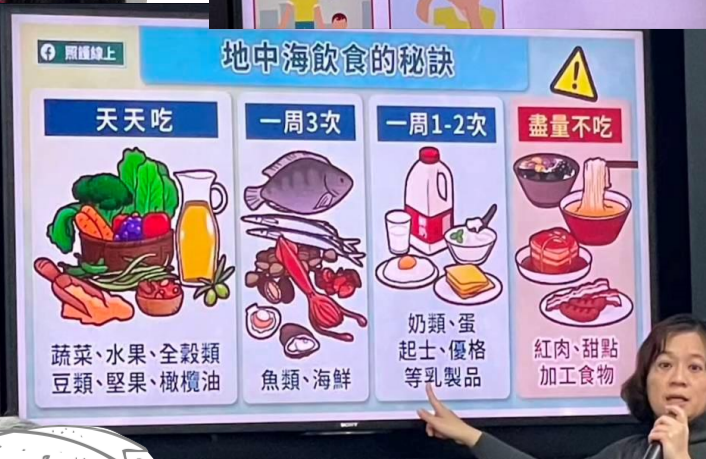 照護線上
地中海飲食的秘訣
天天吃
蔬菜、水果、全穀類
豆類、堅果、橄欖油
一周3次
魚類、海鮮
一周1-2次
奶類、蛋
起士、優格
等乳製品
盡量不吃
紅肉、甜點
加工食物
SONY